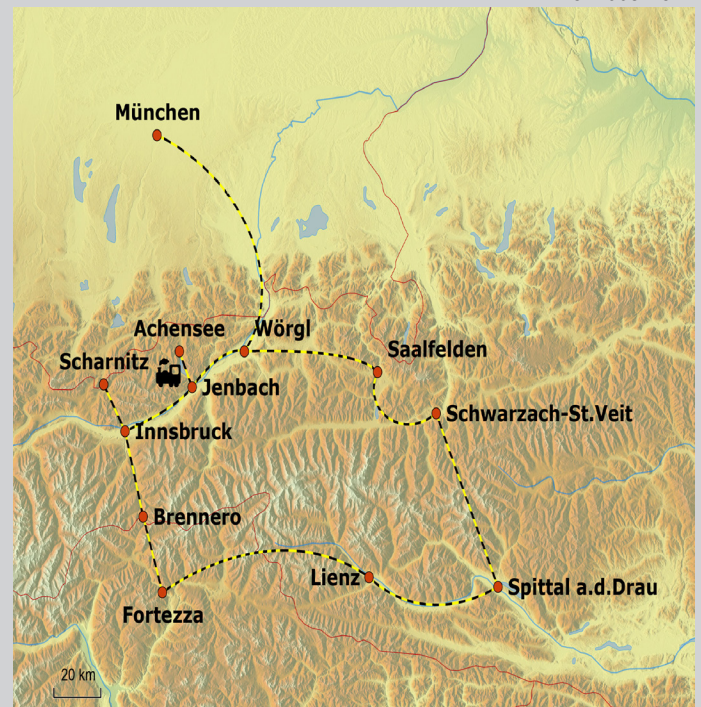 München
Achensee
Wörgl
Scharnitz
Saalfelden
Jenbach
Schwarzach-St.Veit
Innsbruck
Brennero
Lienz
Spittal a.d.Drau
Fortezza
20 km